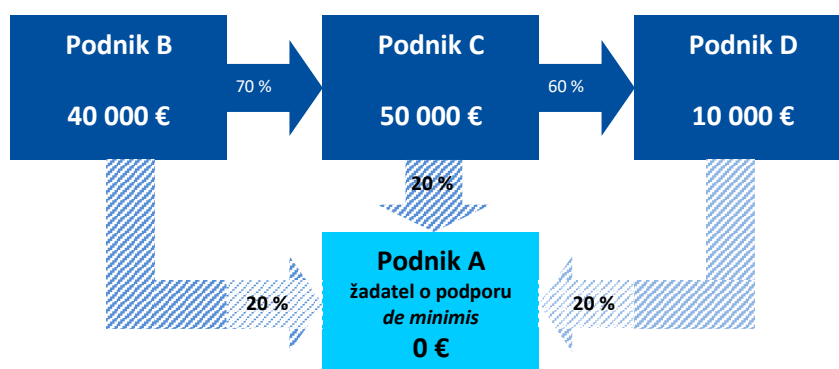 Podnik B
40 000 €
70 %
Podnik C
50 000 €
60 %
Podnik D
10 000 €
20 %
20 %
Podnik A
žadatel o podporu
de minimis
0 €
20 %